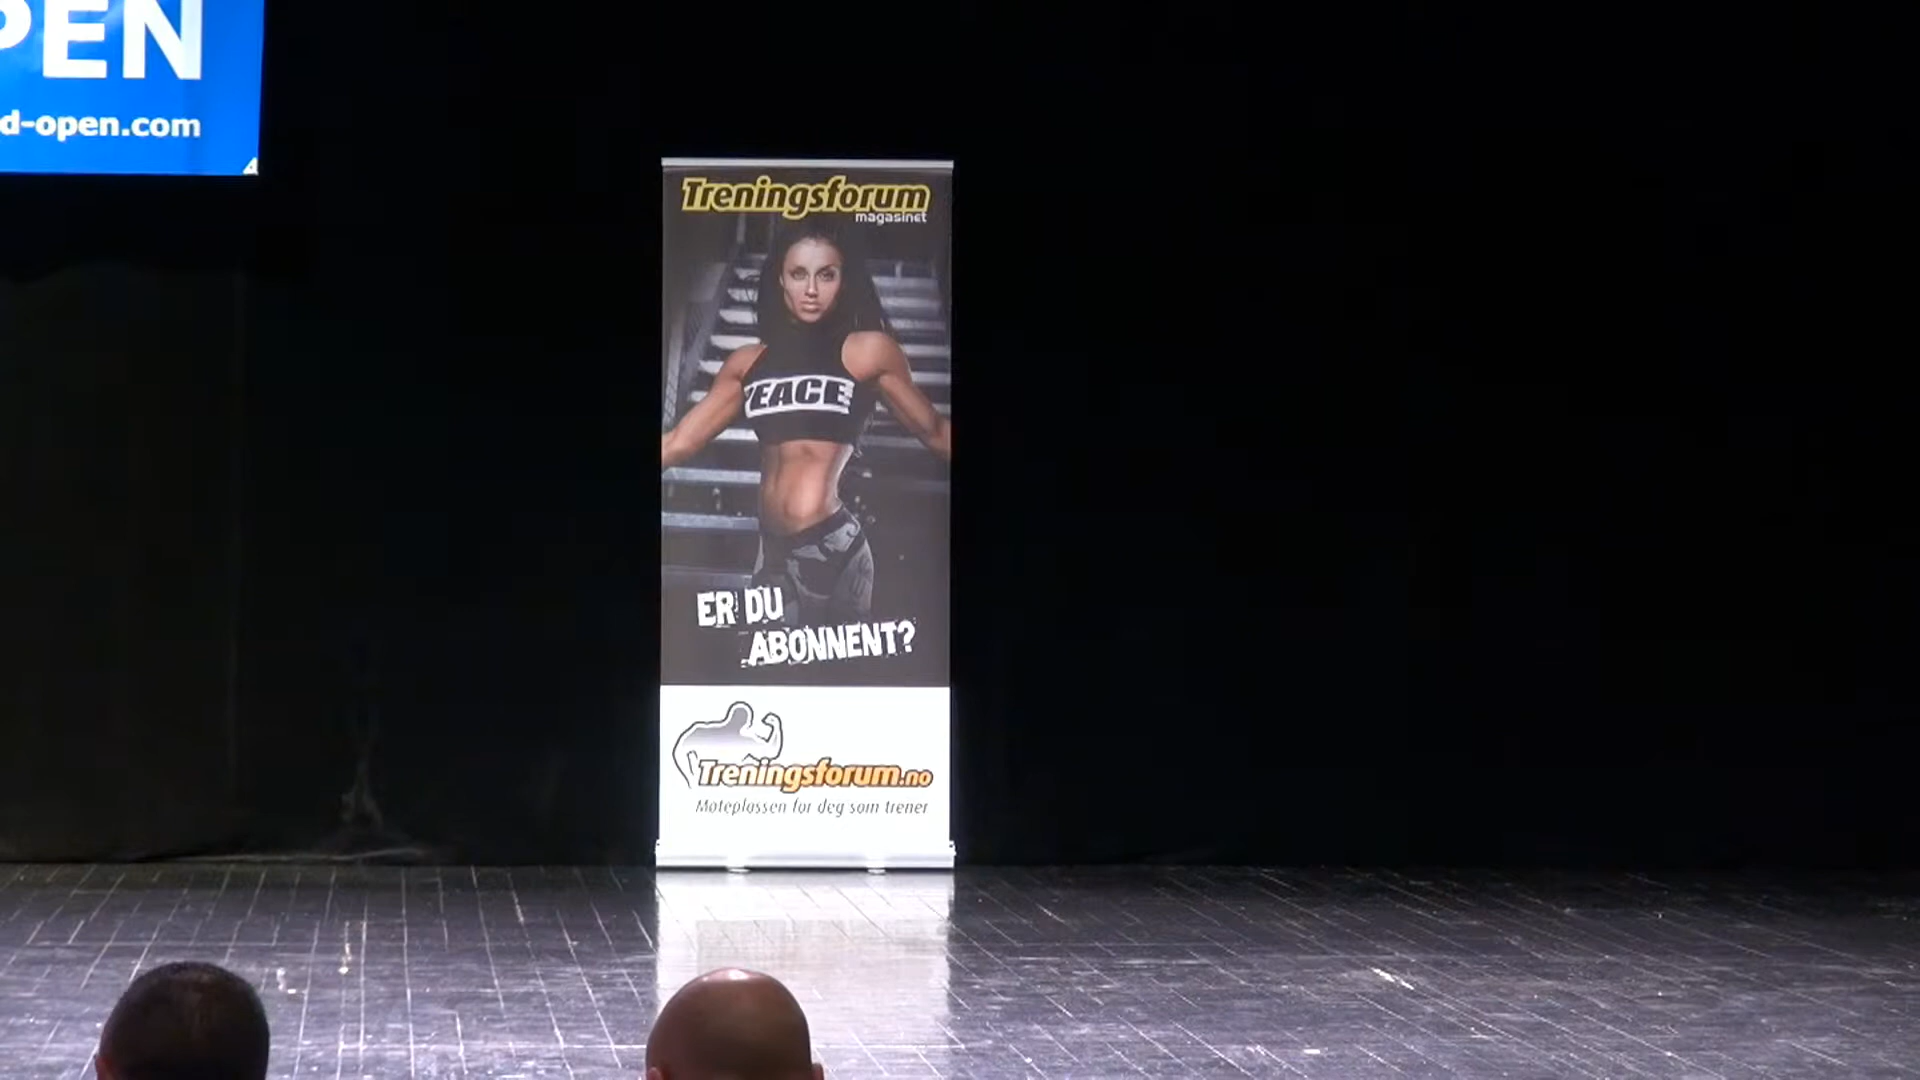 PEN
d-open.com
Treningsforum
magasinet
PEACE
ER DU
ABONNENT?
Treningsforum.no
Møteplassen for deg som trener